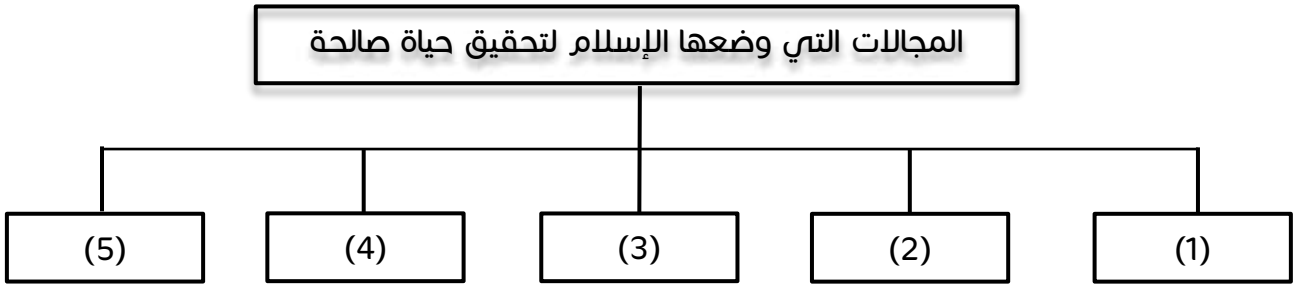 المجالات التي وضعها الإسلام لتحقيق حياة صالحة
(1) (2) (3) (4) (5)